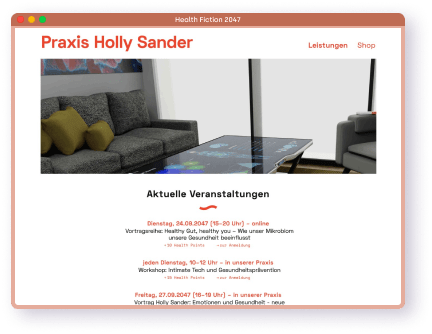 Health Fiction 2047
Praxis Holly Sander
Leistungen Shop
Aktuelle Veranstaltungen
Dienstag, 24.09.2047 (18–20 Uhr) – online
Vortragsreihe: Healthy Gut, healthy you – Wie unser Mikrobiom
unsere Gesundheit beeinflusst
Health Points zur Anmeldung
jeden Dienstag, 10–12 Uhr – in unserer Praxis
Workshop: Intimate Tech und Gesundheitsprävention
Health Points zur Anmeldung
Freitag, 27.09.2047 (18–19 Uhr) – in unserer Praxis
Vortrag Holly Sander: Emotionen und Gesundheit - neue